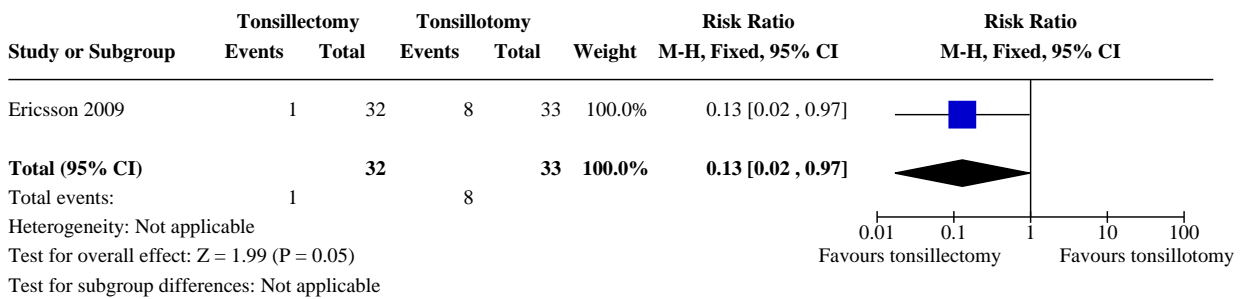 Tonsillectomy Tonsillotomy Risk Ratio Risk Ratio
Study or Subgroup Events Total Events Total Weight M-H, Fixed, 95% CI M-H, Fixed, 95% CI
Ericsson 2009 1 32 8 33 100.0% 0.13 [0.02 , 0.97]
Total (95% CI) 32 33 100.0% 0.13 [0.02 , 0.97]
Total events: 1 8
Heterogeneity: Not applicable
0.01 0.1 1 10 100
Test for overall effect: Z = 1.99 (P = 0.05)
Favours tonsillectomy Favours tonsillotomy
Test for subgroup differences: Not applicable